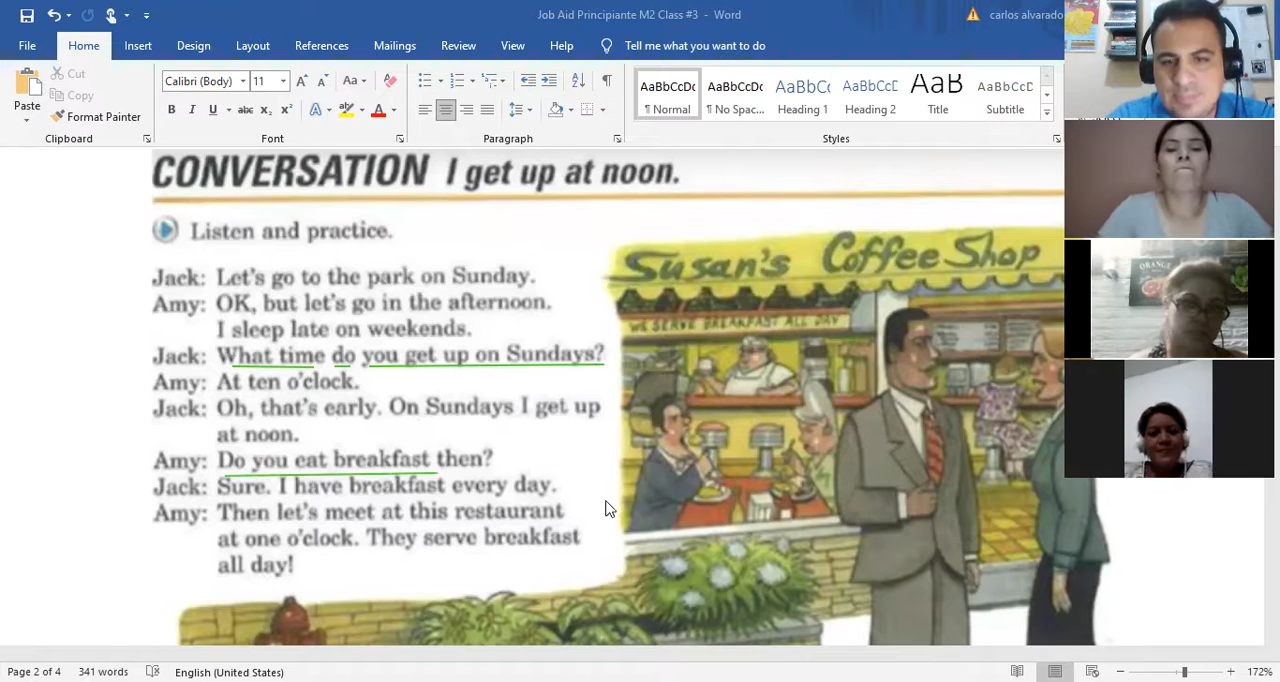 Job Aid Principiante M2 Class #3 - Word
carlos alvarado
File Home Insert Design Layout References Mailings Review View Help Tell me what you want to do
Paste
Cut
Copy
Format Painter
Clipboard
Calibri (Body) 11
Font
Paragraph
AaBbCcDc AaBbCcDc AaBbCc AaBbCcC AaB AaBbCcC
¶ Normal ¶ No Spac... Heading 1 Heading 2 Title Subtitle
Styles
CONVERSATION I get up at noon.
Listen and practice.
Jack: Let's go to the park on Sunday.
Amy: OK, but let's go in the afternoon.
I sleep late on weekends.
Jack: What time do you get up on Sundays?
Amy: At ten o'clock.
Jack: Oh, that's early. On Sundays I get up
at noon.
Amy: Do you eat breakfast then?
Jack: Sure. I have breakfast every day.
Amy: Then let's meet at this restaurant
at one o'clock. They serve breakfast
all day!
Susan's Coffee Shop
WE SERVE BREAKFAST ALL DAY
ORANGE
Page 2 of 4 341 words English (United States) 172%